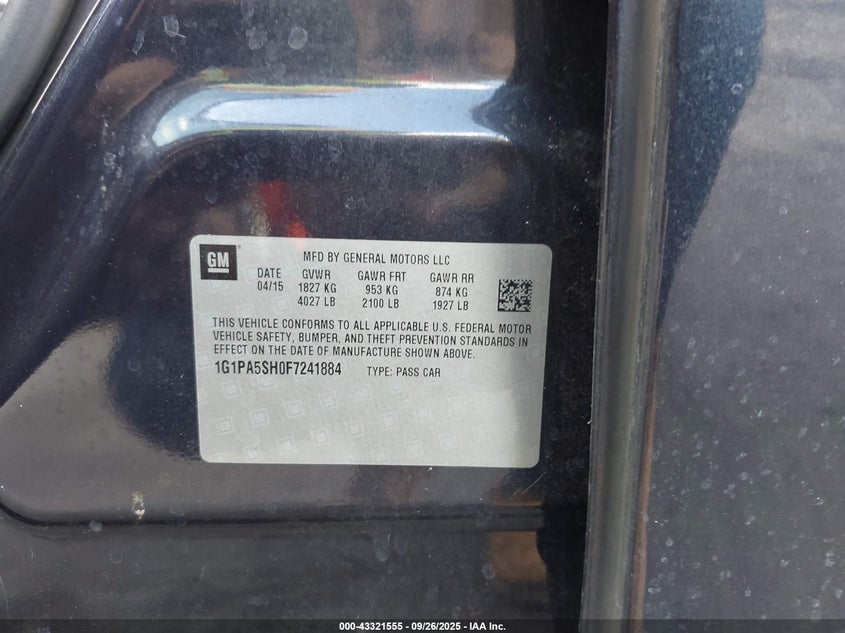 GM ®
MFD BY GENERAL MOTORS LLC
DATE GVWR GAWR FRT GAWR RR
04/15 1827 KG 953 KG 874 KG
4027 LB 2100 LB 1927 LB
THIS VEHICLE CONFORMS TO ALL APPLICABLE U.S. FEDERAL MOTOR
VEHICLE SAFETY, BUMPER, AND THEFT PREVENTION STANDARDS IN
EFFECT ON THE DATE OF MANUFACTURE SHOWN ABOVE.
1G1PA5SH0F7241884 TYPE: PASS CAR
000-43321555 - 09/26/2025 - IAA Inc.